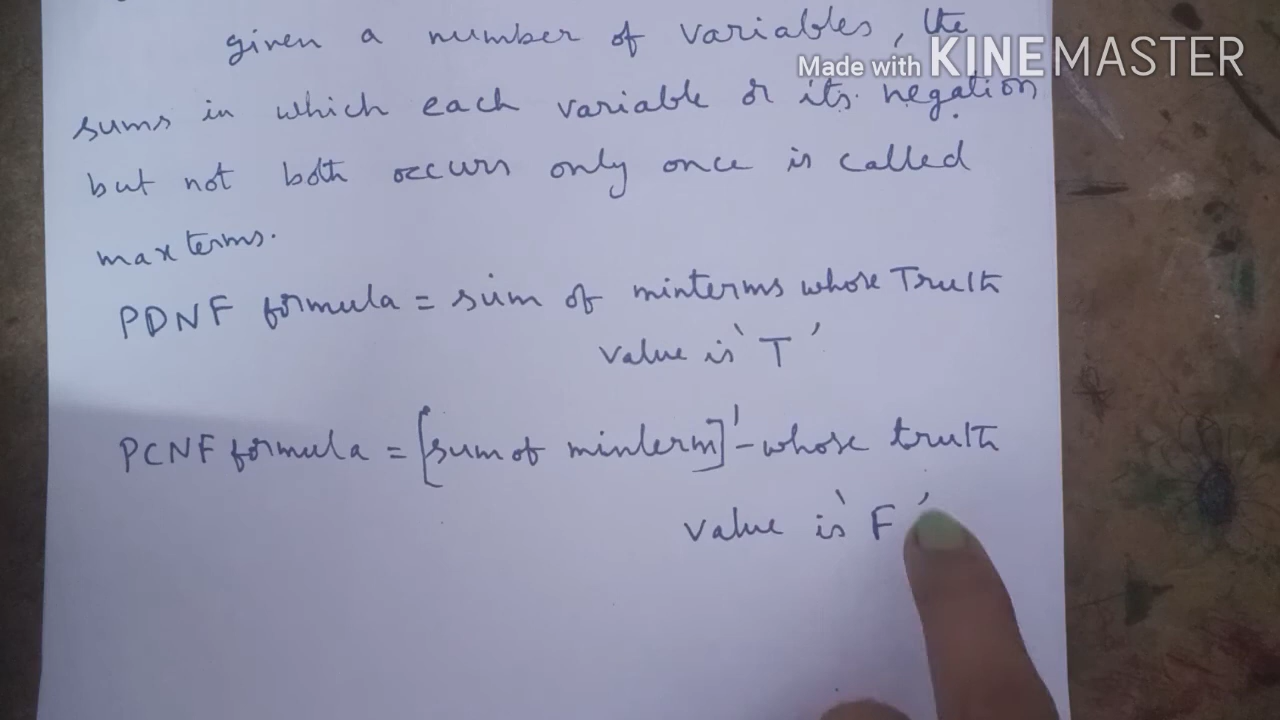 given a number of variables, the
Made with KINEMASTER
sums in which each variable or its negation
but not both occurs only once is called
maxterms.
PDNF formula = sum of minterms whose Truth
value is 'T'
PCNF formula = [sum of minterm]' - whose truth
value is 'F'